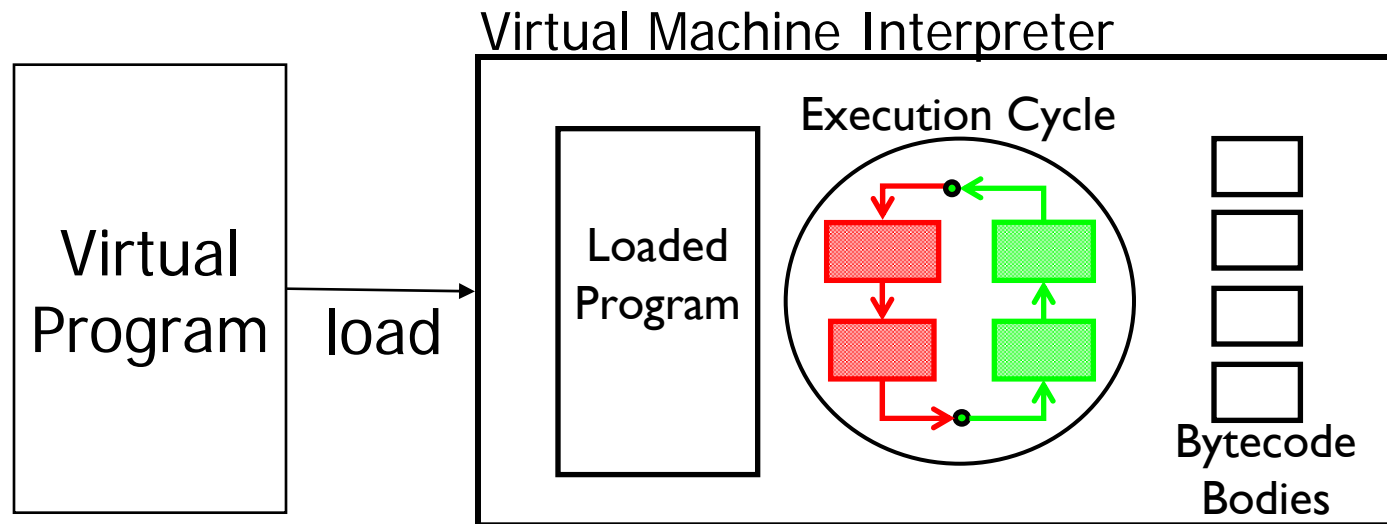 Virtual Machine Interpreter
Virtual
Program
load
Loaded
Program
Execution Cycle
Bytecode
Bodies